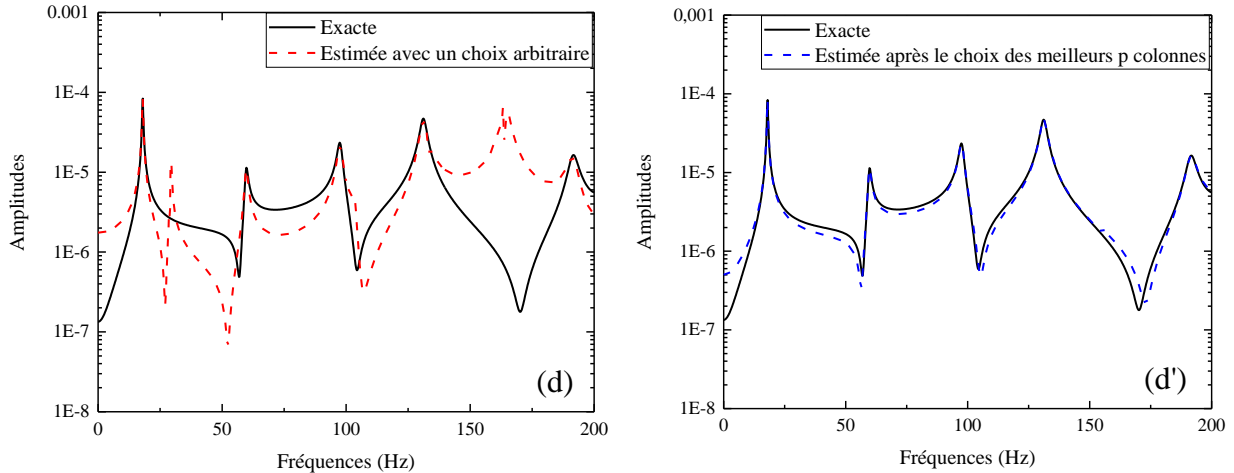 0,001
Exacte
Estimée avec un choix arbitraire
1E-4
1E-5
1E-6
1E-7
1E-8
Amplitudes
(d)
0
50
100
150
200
Fréquences (Hz)
0,001
Exacte
Estimée après le choix des meilleurs p colonnes
1E-4
1E-5
1E-6
1E-7
1E-8
Amplitudes
(d')
0
50
100
150
200
Fréquences (Hz)